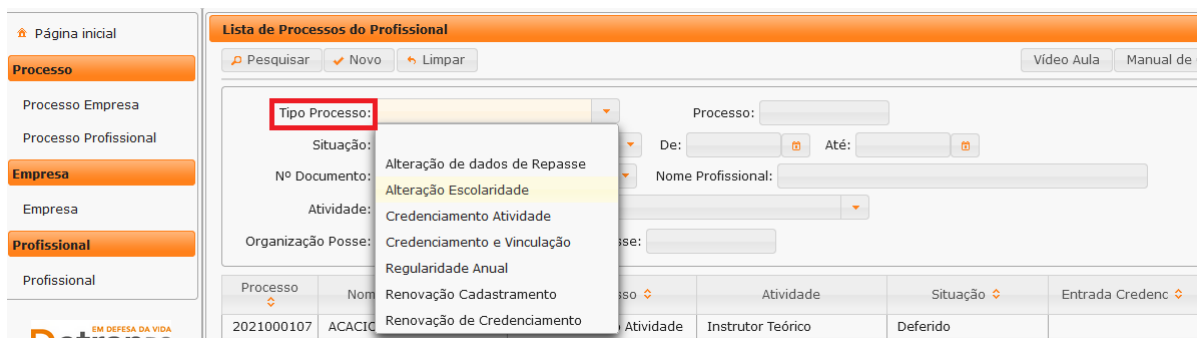 Página inicial
Processo
Processo Empresa
Processo Profissional
Empresa
Empresa
Profissional
Profissional
EM DEFESA DA VIDA
Lista de Processos do Profissional
Pesquisar Novo Limpar Vídeo Aula Manual de
Tipo Processo: Processo:
Situação: De: Até:
Nº Documento: Nome Profissional:
Atividade:
Organização Posse: sse:
Alteração de dados de Repasse
Alteração Escolaridade
Credenciamento Atividade
Credenciamento e Vinculação
Regularidade Anual
Renovação Cadastramento
Renovação de Credenciamento
Processo Nom sso Atividade Situação Entrada Credenc
2021000107 ACACIO Atividade Instrutor Teórico Deferido